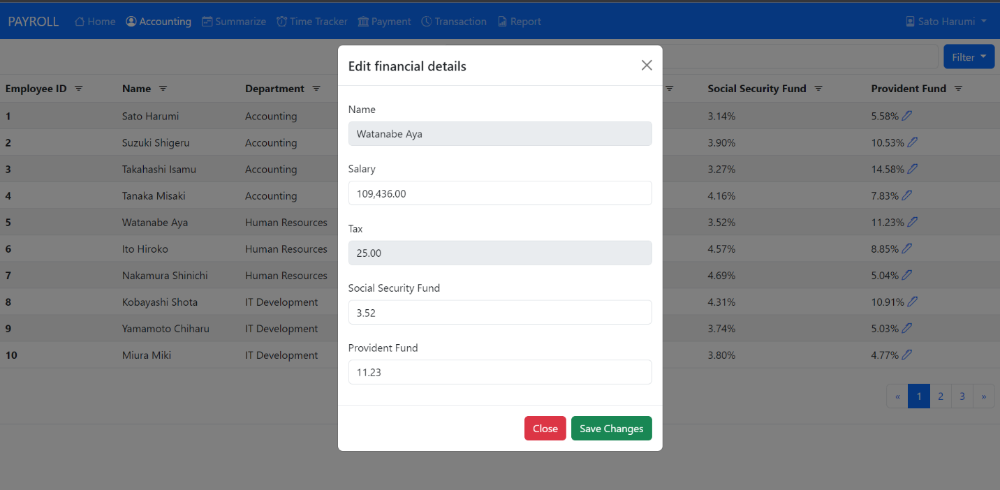 PAYROLL Home Accounting Summarize Time Tracker Payment Transaction Report Sato Harumi
Filter
Employee ID Name Department Social Security Fund Provident Fund
1 Sato Harumi Accounting 3.14% 5.58%
2 Suzuki Shigeru Accounting 3.90% 10.53%
3 Takahashi Isamu Accounting 3.27% 14.58%
4 Tanaka Misaki Accounting 4.16% 7.83%
5 Watanabe Aya Human Resources 3.52% 11.23%
6 Ito Hiroko Human Resources 4.57% 8.85%
7 Nakamura Shinichi Human Resources 4.69% 5.04%
8 Kobayashi Shota IT Development 4.31% 10.91%
9 Yamamoto Chiharu IT Development 3.74% 5.03%
10 Miura Miki IT Development 3.80% 4.77%
« 1 2 3 »
Edit financial details
Name
Watanabe Aya
Salary
109,436.00
Tax
25.00
Social Security Fund
3.52
Provident Fund
11.23
Close Save Changes